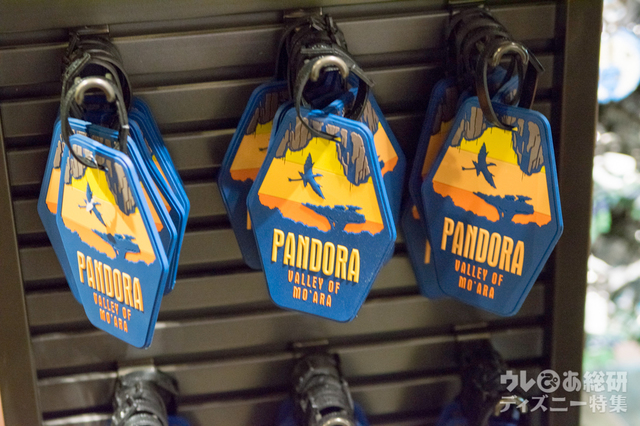 PANDORA
VALLEY OF
MO'ARA
PANDORA
VALLEY OF
MO'ARA
PANDORA
VALLEY OF
MO'ARA
ウレぴあ総研
ディズニー特集